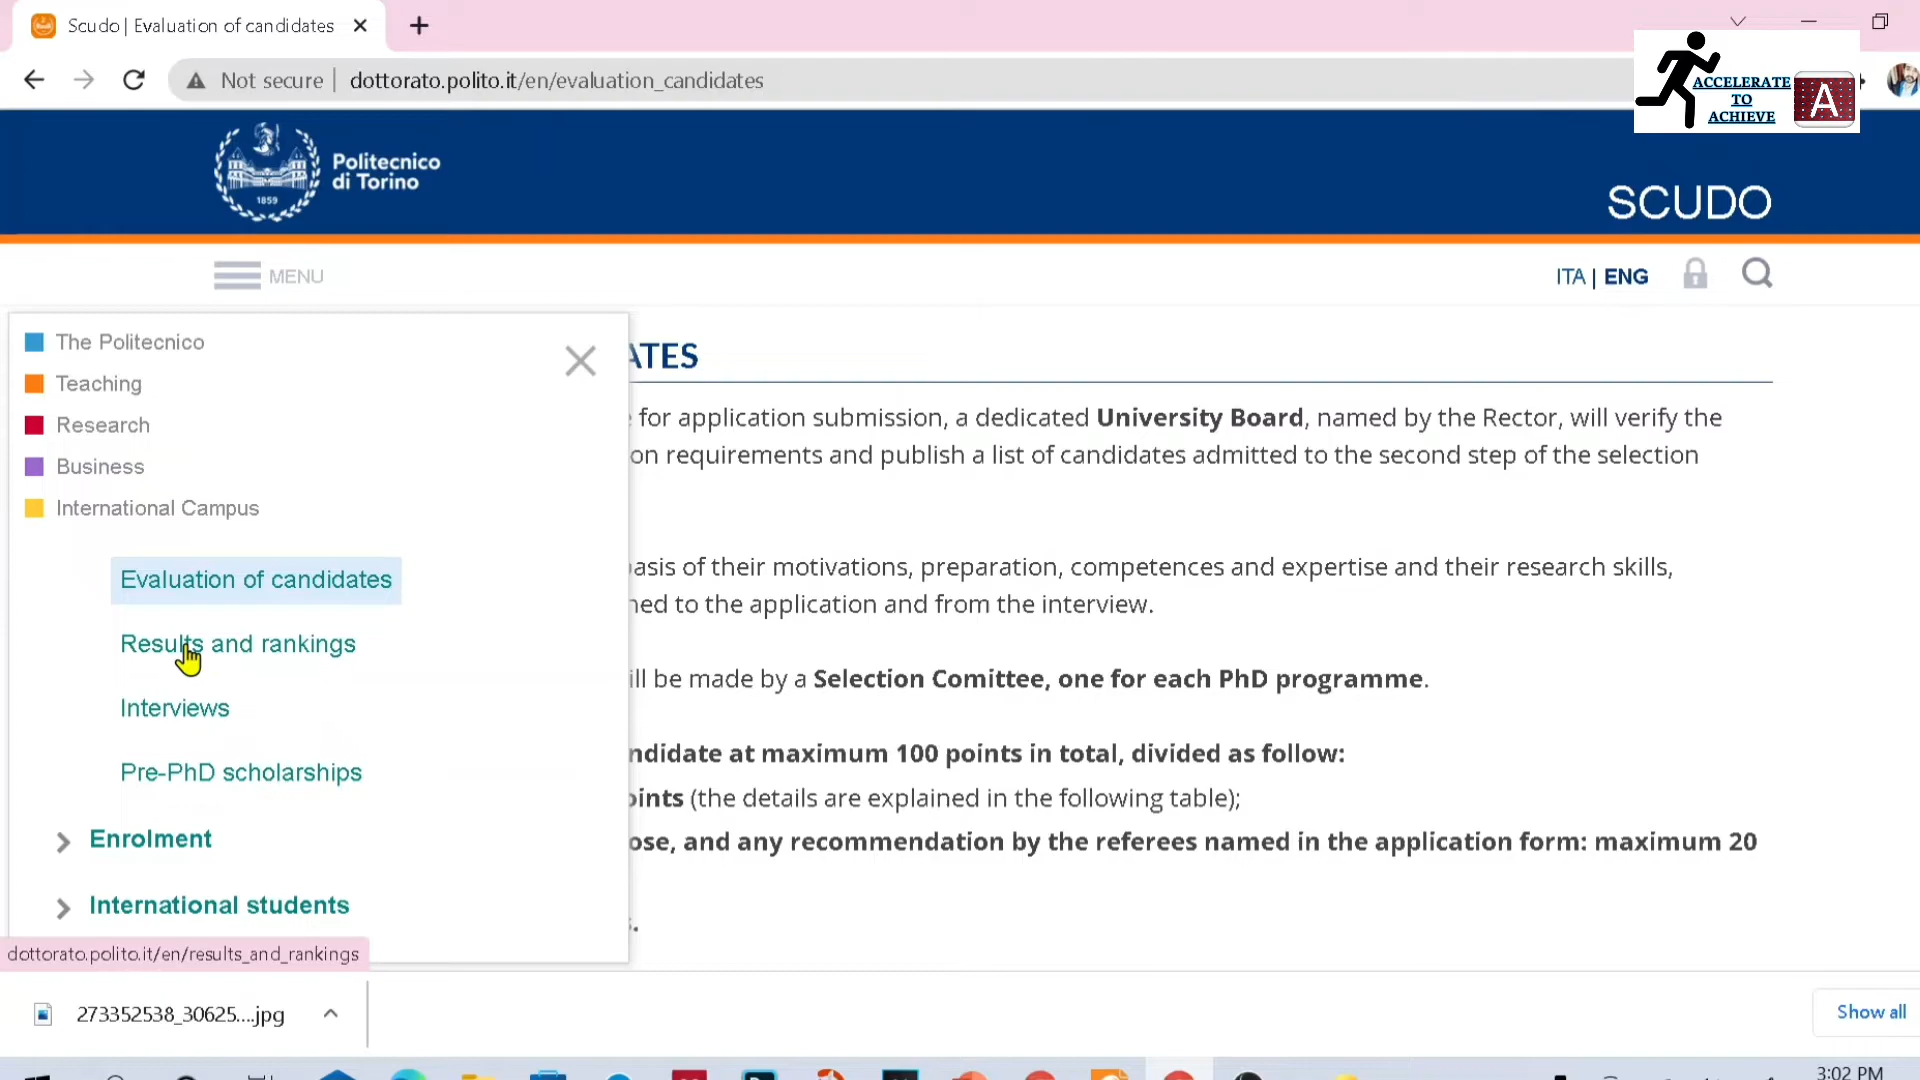 Scudo | Evaluation of candidates
Not secure
dottorato.polito.it/en/evaluation_candidates
ACCELERATE
TO
ACHIEVE
A
Politecnico
di Torino
1859
SCUDO
MENU
ITA | ENG
The Politecnico
Teaching
Research
Business
International Campus
Evaluation of candidates
Results and rankings
Interviews
Pre-PhD scholarships
Enrolment
International students
for application submission, a dedicated University Board, named by the Rector, will verify the
on requirements and publish a list of candidates admitted to the second step of the selection
of their motivations, preparation, competences and expertise and their research skills,
to the application and from the interview.
be made by a Selection Comittee, one for each PhD programme.
at maximum 100 points in total, divided as follow:
(the details are explained in the following table);
and any recommendation by the referees named in the application form: maximum 20
dottorato.polito.it/en/results_and_rankings
273352538_30625....jpg
Show all
3:02 PM